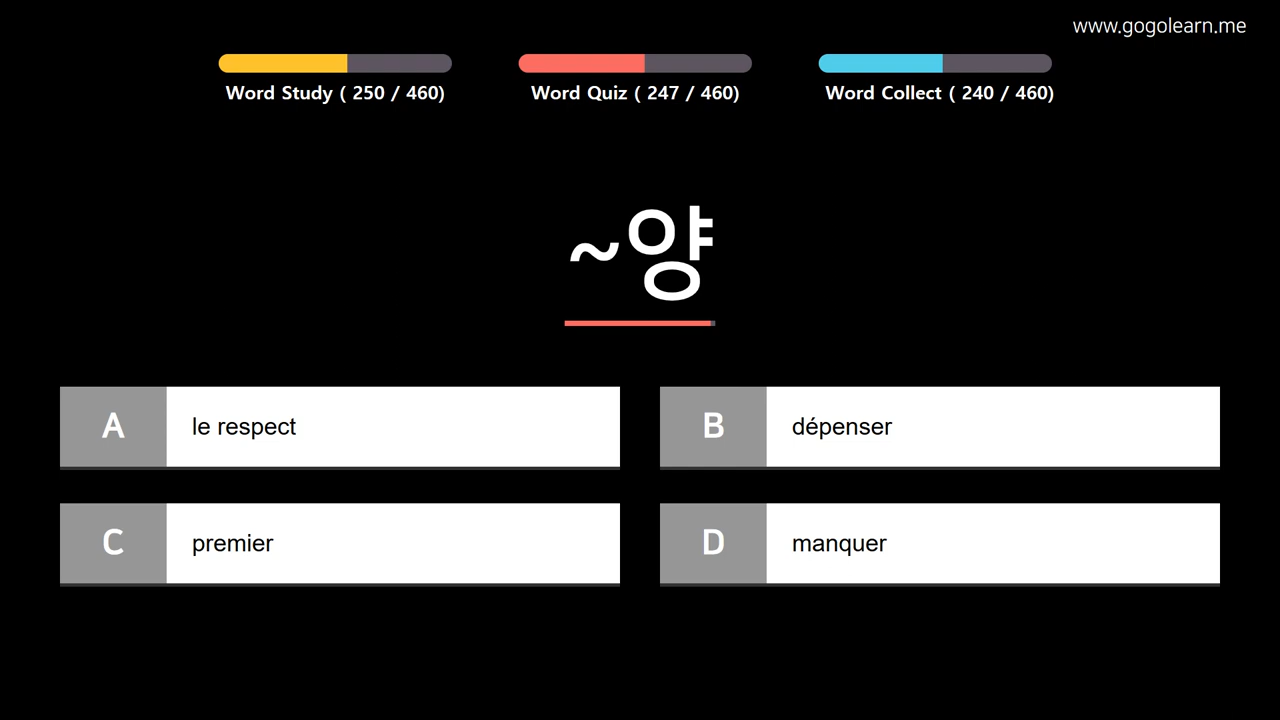 www.gogolearn.me
Word Study ( 250 / 460)
Word Quiz ( 247 / 460)
Word Collect ( 240 / 460)
~양
A
le respect
B
dépenser
C
premier
D
manquer